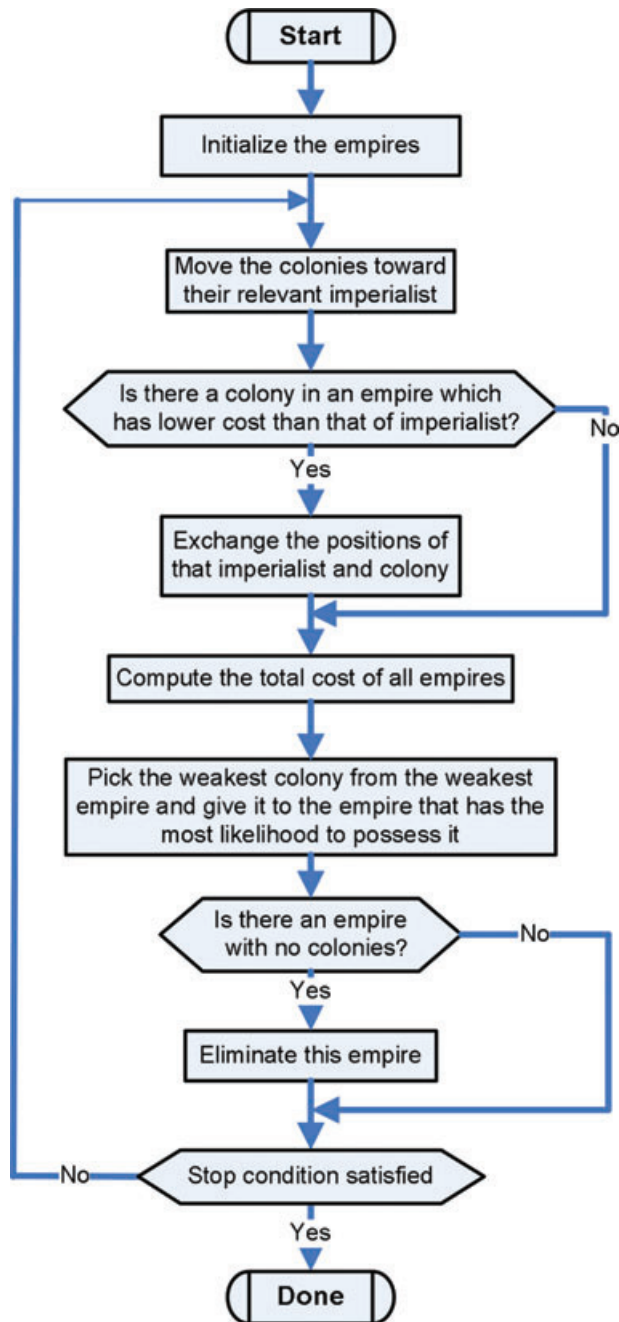 Start
Initialize the empires
Move the colonies toward
their relevant imperialist
Is there a colony in an empire which
has lower cost than that of imperialist?
No
Yes
Exchange the positions of
that imperialist and colony
Compute the total cost of all empires
Pick the weakest colony from the weakest
empire and give it to the empire that has the
most likelihood to possess it
Is there an empire
with no colonies?
No
Yes
Eliminate this empire
No
Stop condition satisfied
Yes
Done